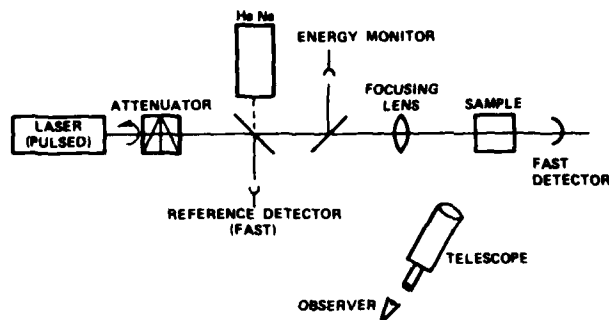 He Ne
ENERGY MONITOR
FOCUSING
LENS
ATTENUATOR
SAMPLE
LASER
(PULSED)
FAST
DETECTOR
REFERENCE DETECTOR
(FAST)
TELESCOPE
OBSERVER